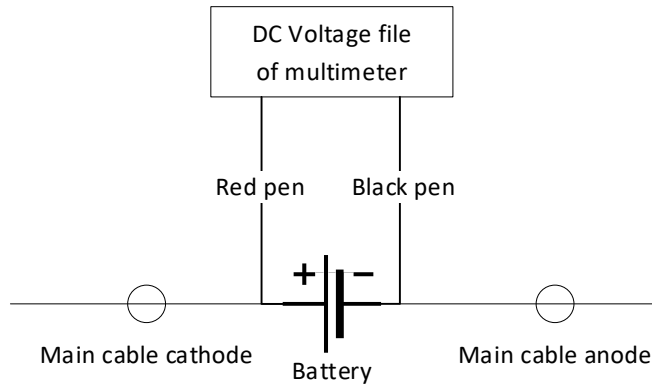 DC Voltage file
of multimeter
Red pen
Black pen
+
−
Main cable cathode
Battery
Main cable anode